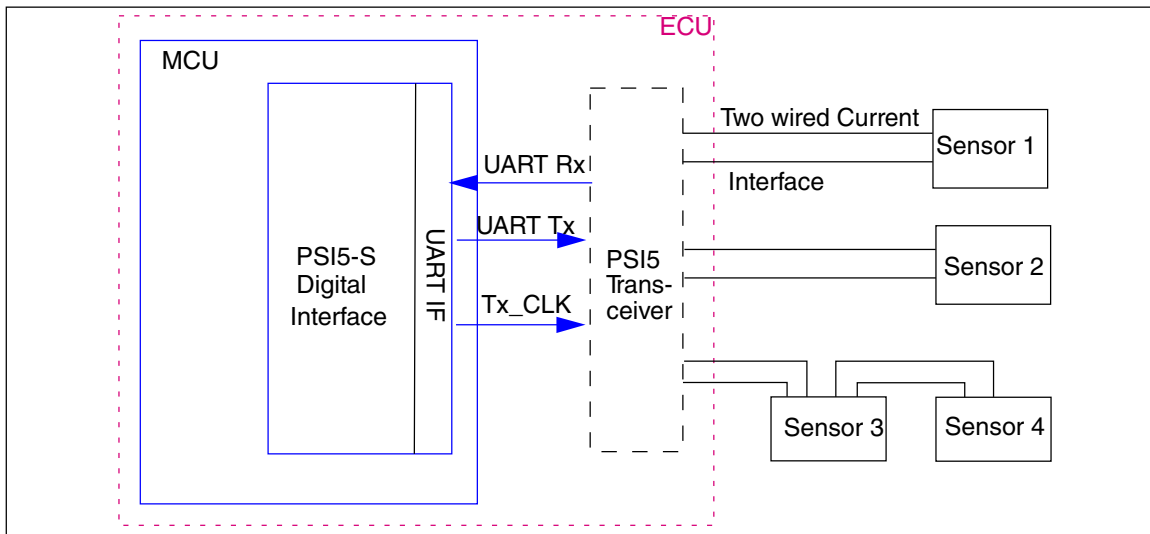 ECU
MCU
Two wired Current
Interface
Sensor 1
UART Rx
UART Tx
Tx_CLK
PSI5-S
Digital
Interface
UART IF
PSI5
Trans-
ceiver
Sensor 2
Sensor 3
Sensor 4